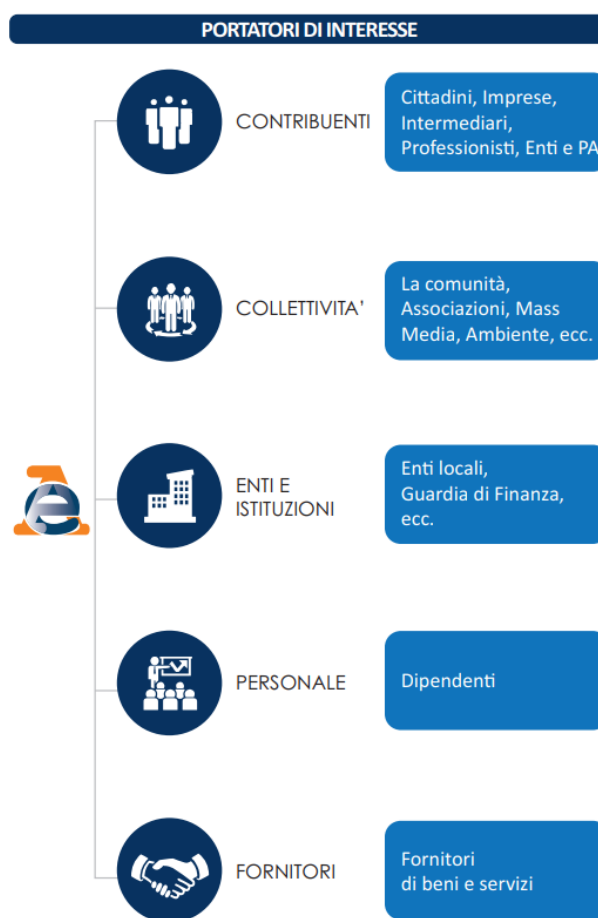 PORTATORI DI INTERESSE
CONTRIBUENTI
Cittadini, Imprese,
Intermediari,
Professionisti, Enti e PA
COLLETTIVITA’
La comunità,
Associazioni, Mass
Media, Ambiente, ecc.
ENTI E
ISTITUZIONI
Enti locali,
Guardia di Finanza,
ecc.
PERSONALE
Dipendenti
FORNITORI
Fornitori
di beni e servizi